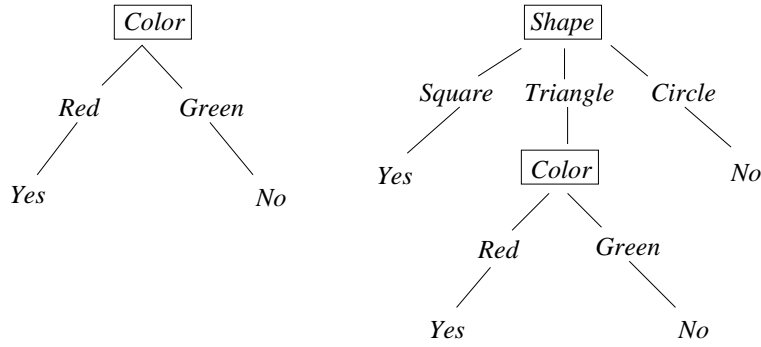 Color
Red Green
Yes No
Shape
Square Triangle Circle
Yes Color No
Red Green
Yes No